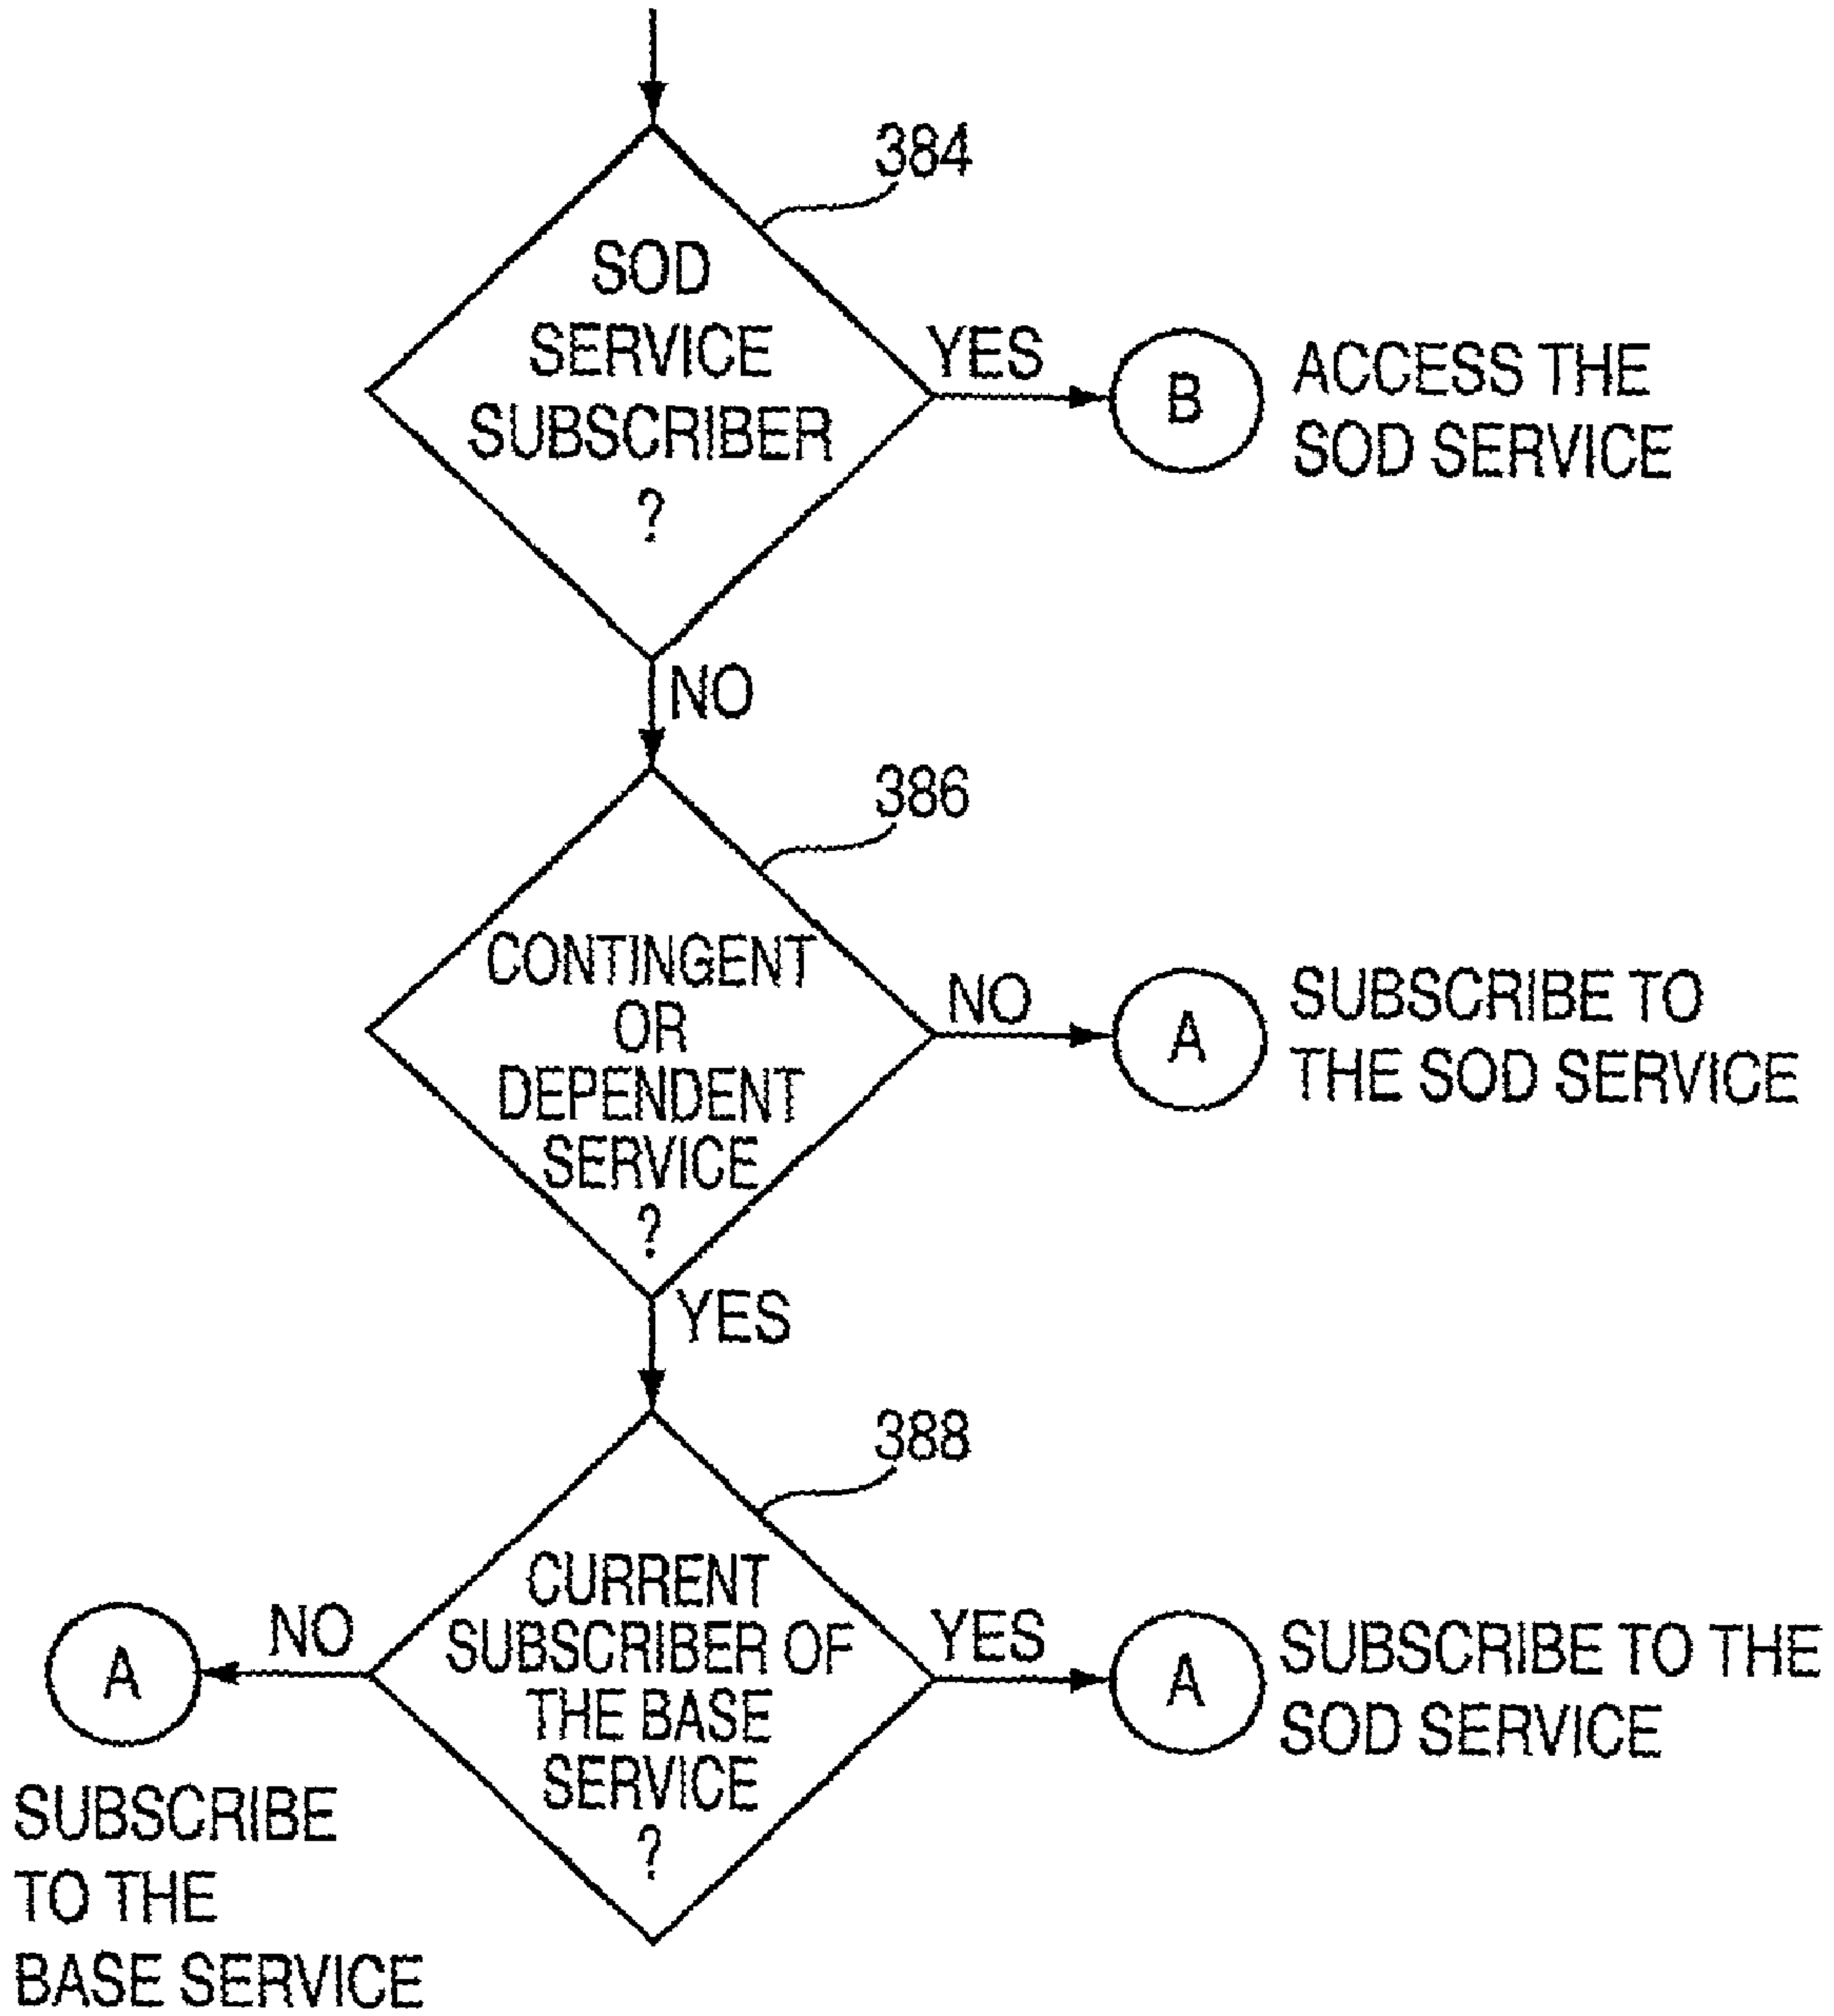 384
SOD
SERVICE
SUBSCRIBER
?
YES
B
ACCESS THE
SOD SERVICE
NO
386
CONTINGENT
OR
DEPENDENT
SERVICE
?
NO
A
SUBSCRIBE TO
THE SOD SERVICE
YES
388
CURRENT
SUBSCRIBER OF
THE BASE
SERVICE
?
NO
A
SUBSCRIBE
TO THE
BASE SERVICE
YES
A
SUBSCRIBE TO THE
SOD SERVICE